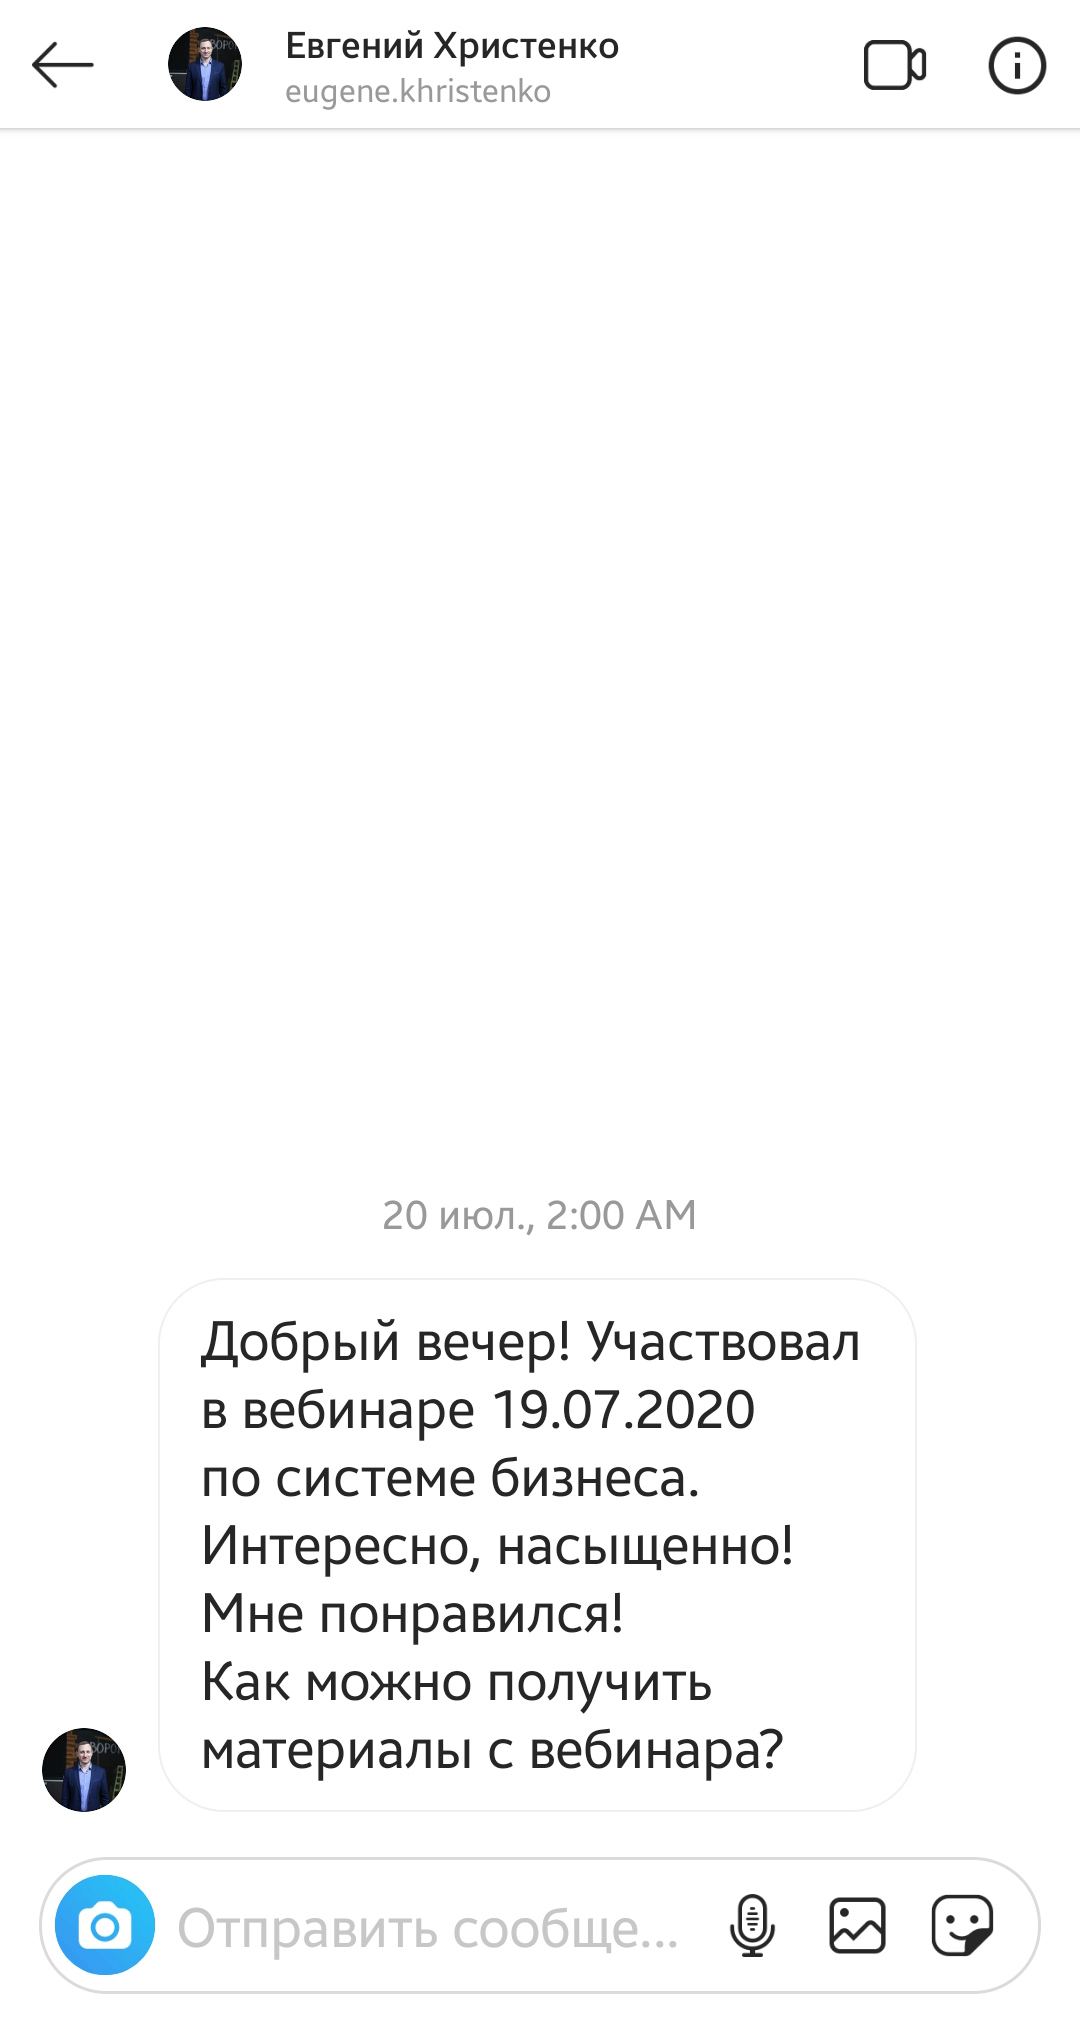 Евгений Христенко
eugene.khristenko
20 июл., 2:00 AM
Добрый вечер! Участвовал
в вебинаре 19.07.2020
по системе бизнеса.
Интересно, насыщенно!
Мне понравился!
Как можно получить
материалы с вебинара?
Отправить сообще...